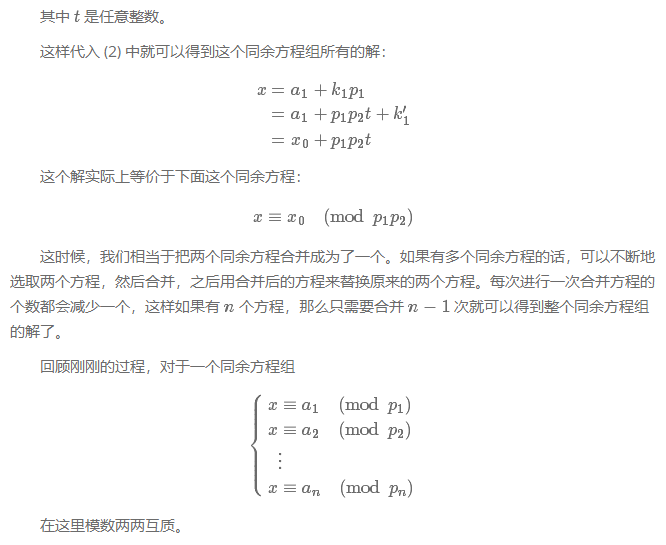 其中 t 是任意整数。
这样代入 (2) 中就可以得到这个同余方程组所有的解：
x = a₁ + k₁p₁
= a₁ + p₁p₂t + k′₁
= x₀ + p₁p₂t
这个解实际上等价于下面这个同余方程：
x ≡ x₀ (mod p₁p₂)
这时候，我们相当于把两个同余方程合并成为了一个。如果有多个同余方程的话，可以不断地
选取两个方程，然后合并，之后用合并后的方程来替换原来的两个方程。每次进行一次合并方程的
个数都会减少一个，这样如果有 n 个方程，那么只需要合并 n − 1 次就可以得到整个同余方程组
的解了。
回顾刚刚的过程，对于一个同余方程组
x ≡ a₁ (mod p₁)
x ≡ a₂ (mod p₂)
⋮
x ≡ aₙ (mod pₙ)
在这里模数两两互质。